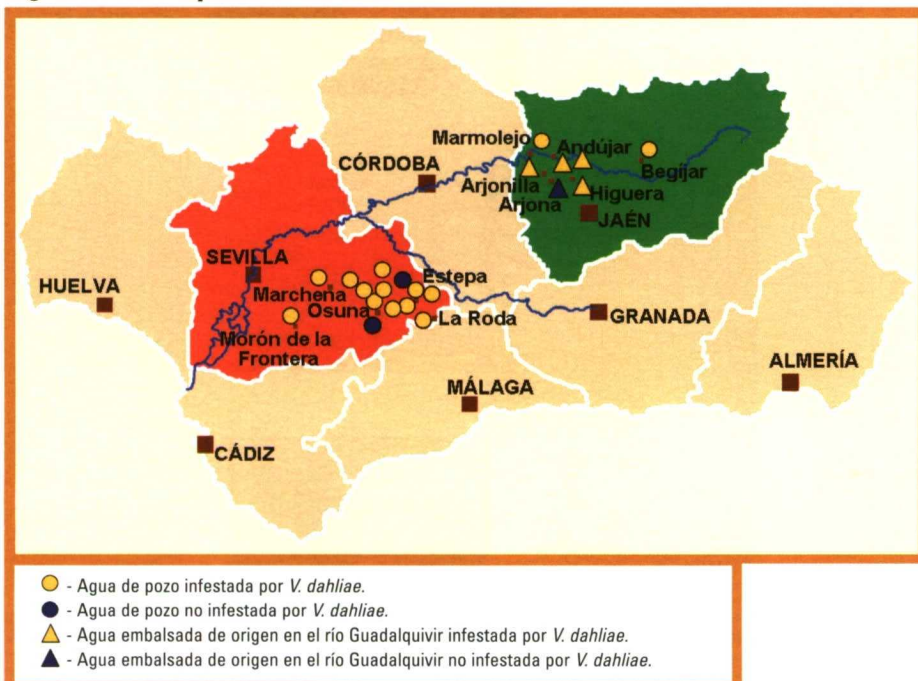 Marmolejo
Andújar
CÓRDOBA
Begíjar
Arjonilla
Higuera
Arjona
JAÉN
SEVILLA
Estepa
HUELVA
Marchena
Osuna
La Roda
GRANADA
Morón de la
Frontera
ALMERÍA
MÁLAGA
CÁDIZ
- Agua de pozo infestada por V. dahliae.
- Agua de pozo no infestada por V. dahliae.
- Agua embalsada de origen en el río Guadalquivir infestada por V. dahliae.
- Agua embalsada de origen en el río Guadalquivir no infestada por V. dahliae.